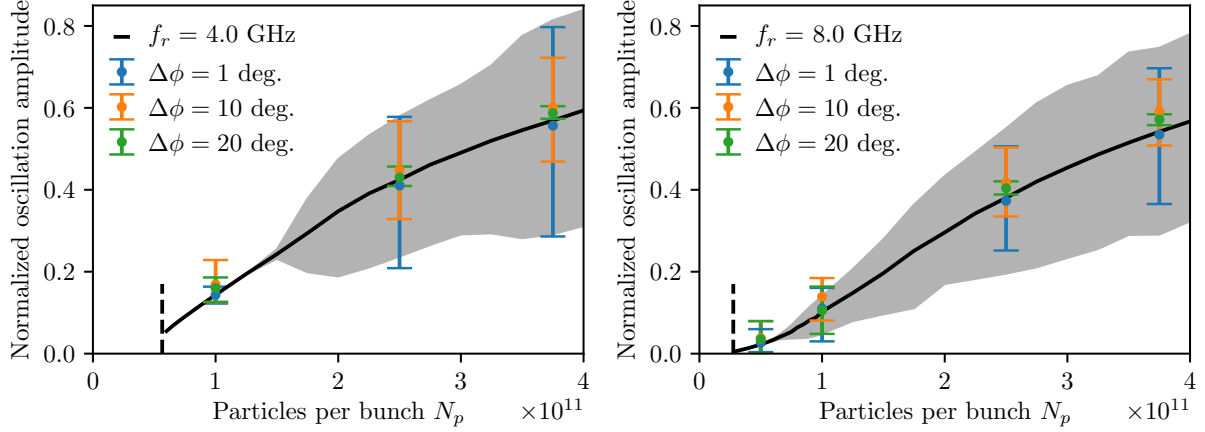 Normalized oscillation amplitude
0.8
0.6
0.4
0.2
0.0
f_r = 4.0 GHz
Δϕ = 1 deg.
Δϕ = 10 deg.
Δϕ = 20 deg.
0 1 2 3 4
Particles per bunch N_p
×10^11
Normalized oscillation amplitude
0.8
0.6
0.4
0.2
0.0
f_r = 8.0 GHz
Δϕ = 1 deg.
Δϕ = 10 deg.
Δϕ = 20 deg.
0 1 2 3 4
Particles per bunch N_p
×10^11